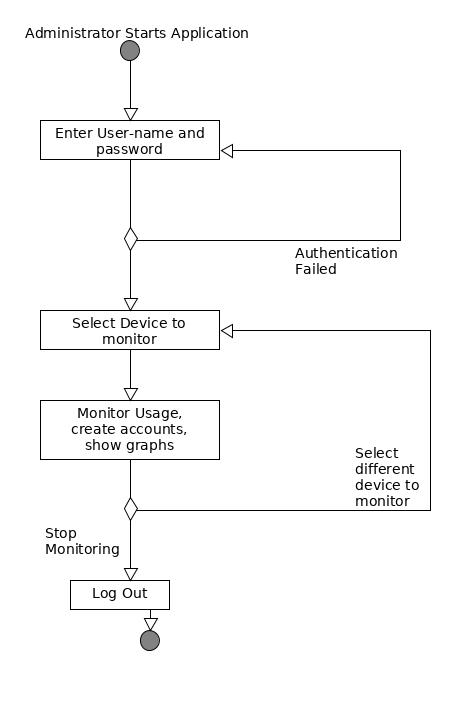 Administrator Starts Application
Enter User-name and
password
Authentication
Failed
Select Device to
monitor
Monitor Usage,
create accounts,
show graphs
Select
different
device to
monitor
Stop
Monitoring
Log Out